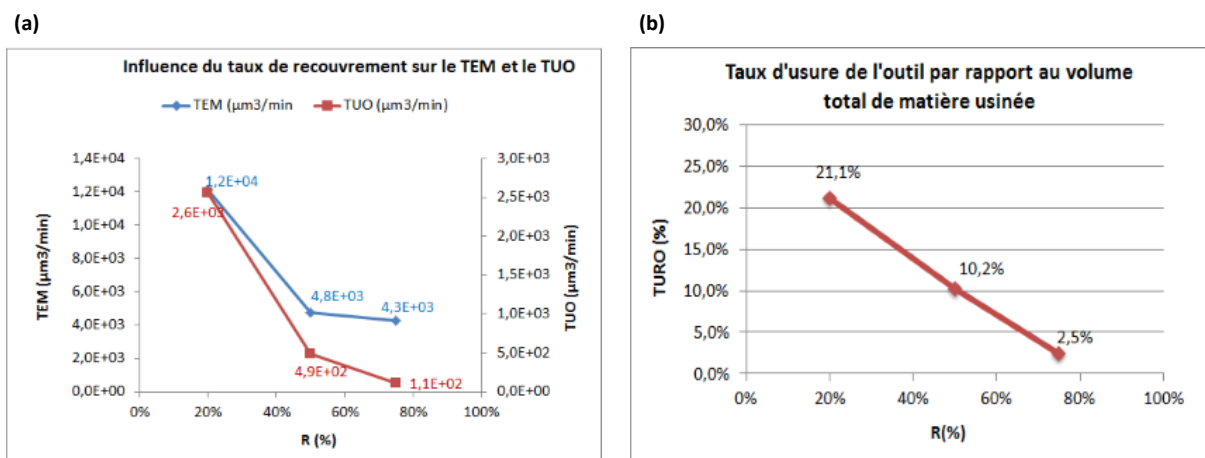 (a)
Influence du taux de recouvrement sur le TEM et le TUO
TEM (µm3/min
TUO (µm3/min)
TEM (µm3/min)
1,4E+04
1,2E+04
1,0E+04
8,0E+03
6,0E+03
4,0E+03
2,0E+03
0,0E+00
1,2E+04
2,6E+03
4,8E+03
4,3E+03
4,9E+02
1,1E+02
3,0E+03
2,5E+03
2,0E+03
1,5E+03
1,0E+03
5,0E+02
0,0E+00
TUO (µm3/min)
0% 20% 40% 60% 80% 100%
R (%)
(b)
Taux d'usure de l'outil par rapport au volume
total de matière usinée
TURO (%)
30,0%
25,0%
20,0%
15,0%
10,0%
5,0%
0,0%
21,1%
10,2%
2,5%
0% 20% 40% 60% 80% 100%
R(%)